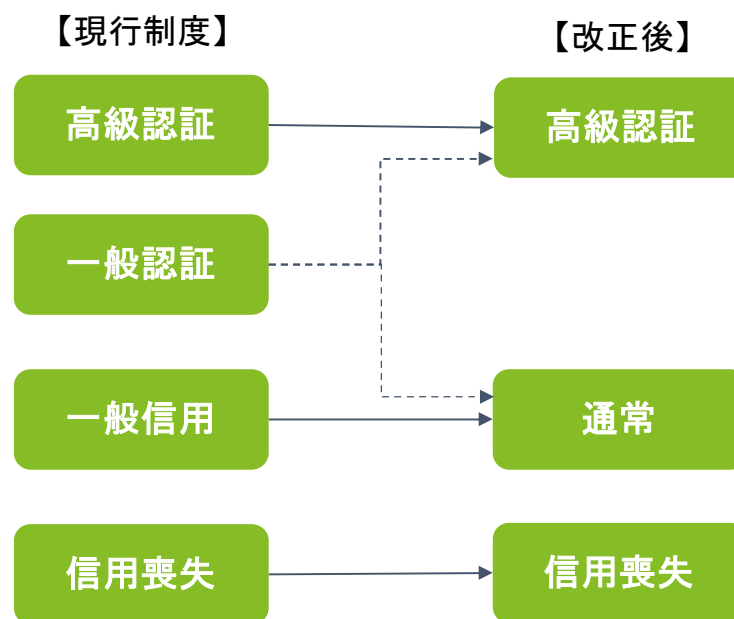 【現行制度】
【改正後】
高級認証
高級認証
一般認証
一般信用
通常
信用喪失
信用喪失